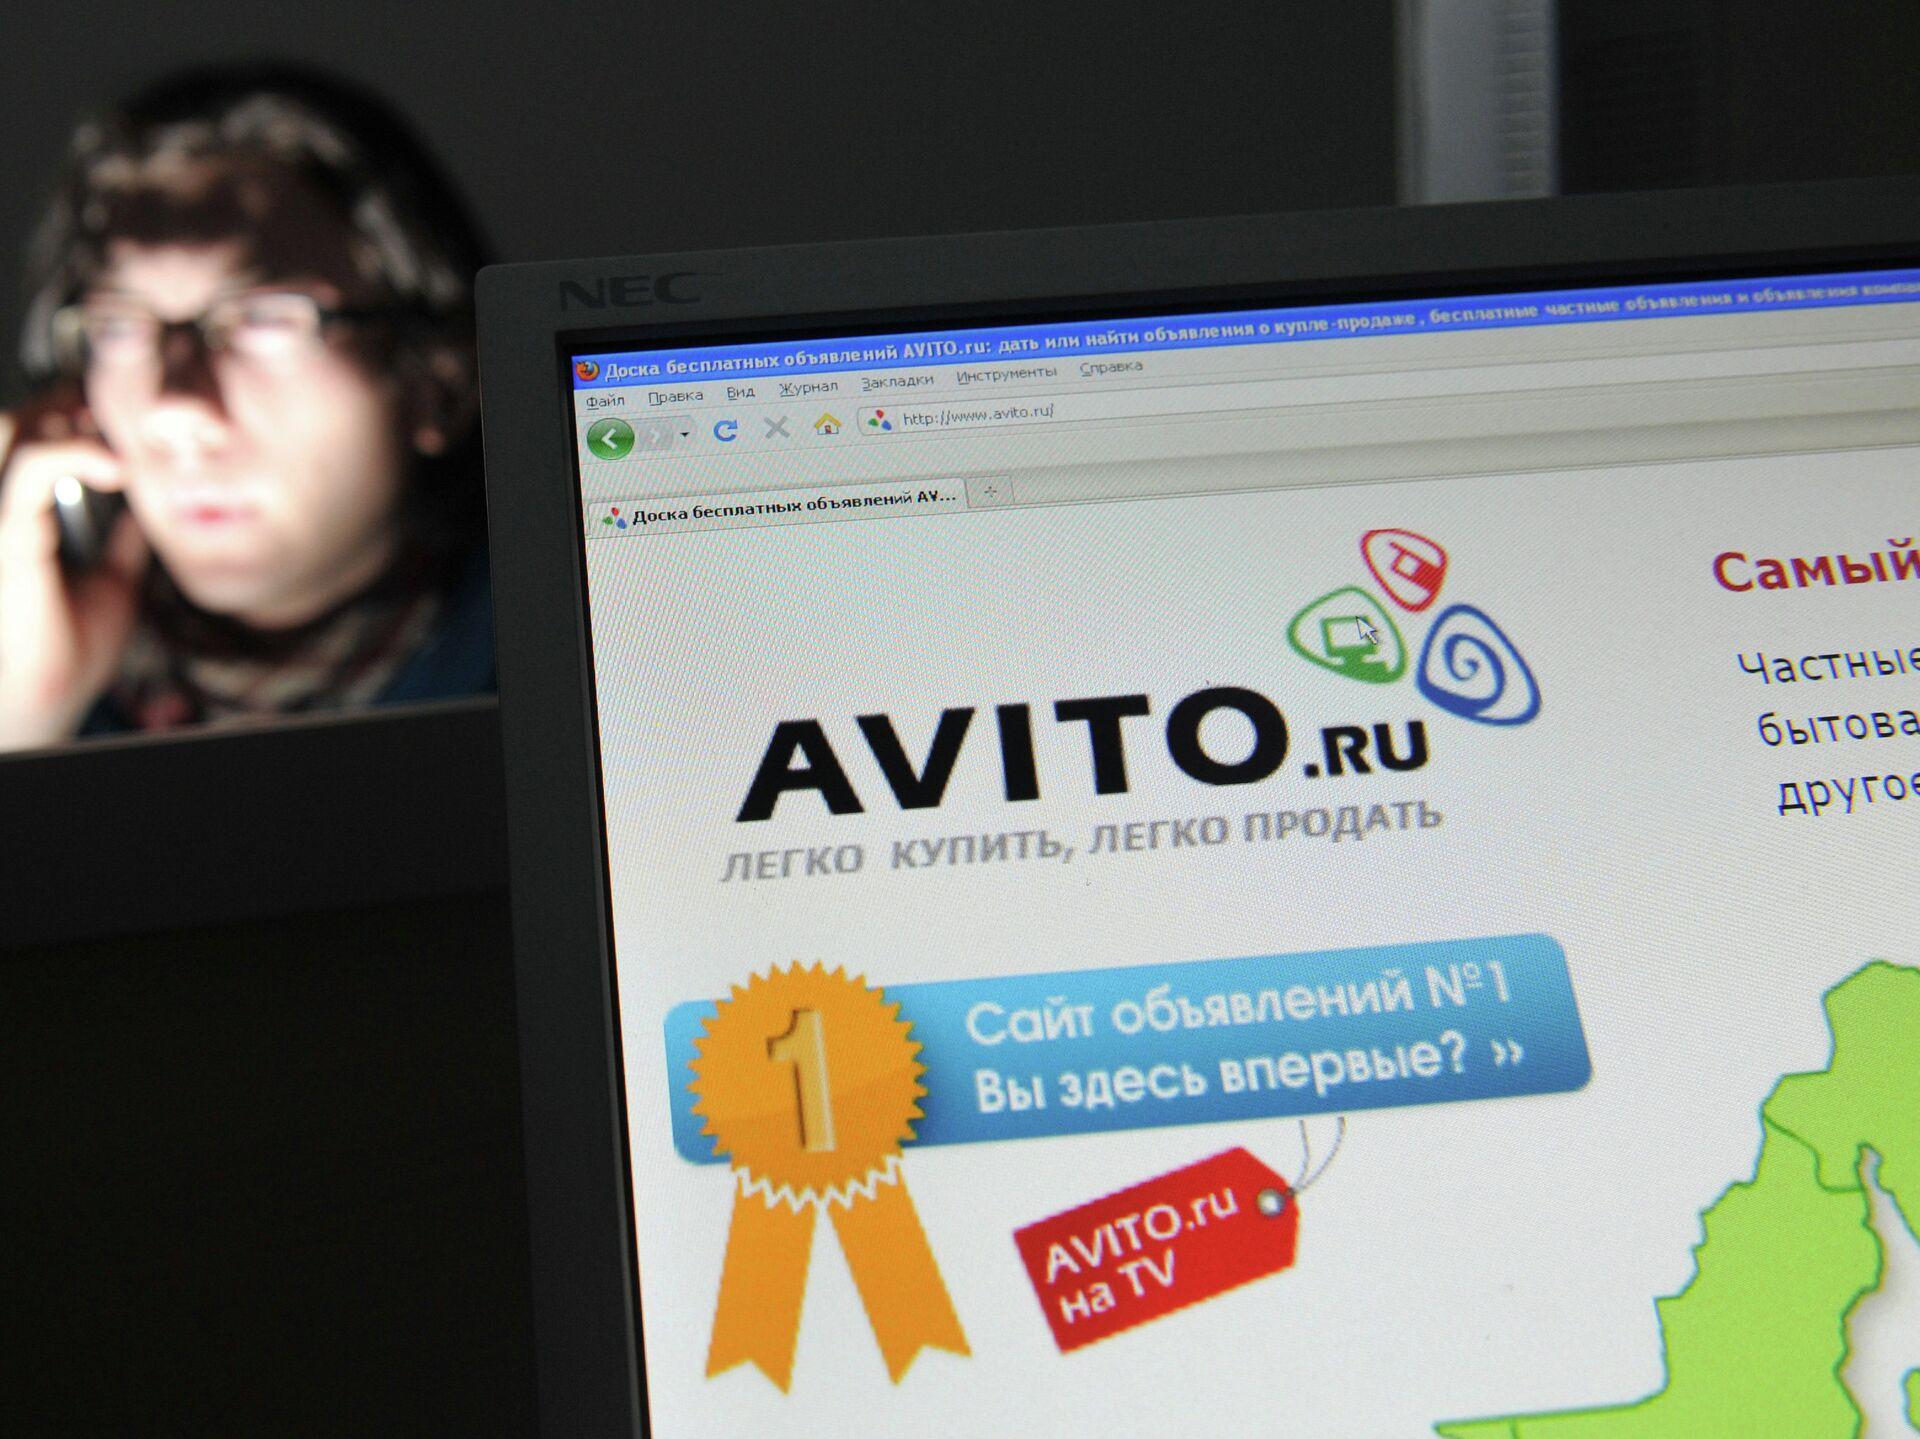 NEC
Доска бесплатных объявлений AVITO.ru: дать или найти объявления о купле-продаже , бесплатные частные объявления и объявления
Файл Правка Вид Журнал Закладки Инструменты Справка
http://www.avito.ru/
Доска бесплатных объявлений AV...
Самый
AVITO.RU
ЛЕГКО КУПИТЬ, ЛЕГКО ПРОДАТЬ
Частные
бытова
другое
1
Сайт объявлений №1
Вы здесь впервые? »
AVITO.ru
на TV